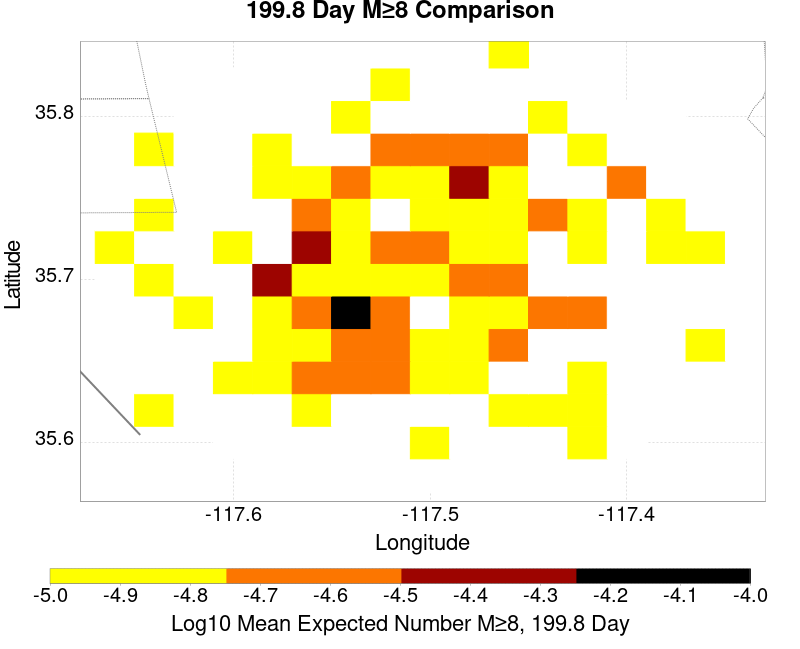 199.8 Day M≥8 Comparison
35.8
35.7
35.6
Latitude
-117.6 -117.5 -117.4
Longitude
-5.0 -4.9 -4.8 -4.7 -4.6 -4.5 -4.4 -4.3 -4.2 -4.1 -4.0
Log10 Mean Expected Number M≥8, 199.8 Day